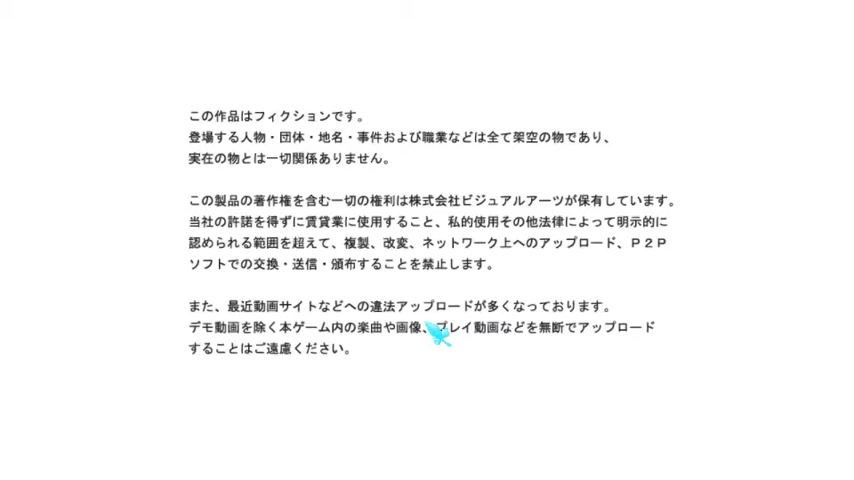 この作品はフィクションです。
登場する人物・団体・地名・事件および職業などは全て架空の物であり、
実在の物とは一切関係ありません。
この製品の著作権を含む一切の権利は株式会社ビジュアルアーツが保有しています。
当社の許諾を得ずに賃貸業に使用すること、私的使用その他法律によって明示的に
認められる範囲を超えて、複製、改変、ネットワーク上へのアップロード、Ｐ２Ｐ
ソフトでの交換・送信・頒布することを禁止します。
また、最近動画サイトなどへの違法アップロードが多くなっております。
デモ動画を除く本ゲーム内の楽曲や画像、プレイ動画などを無断でアップロード
することはご遠慮ください。